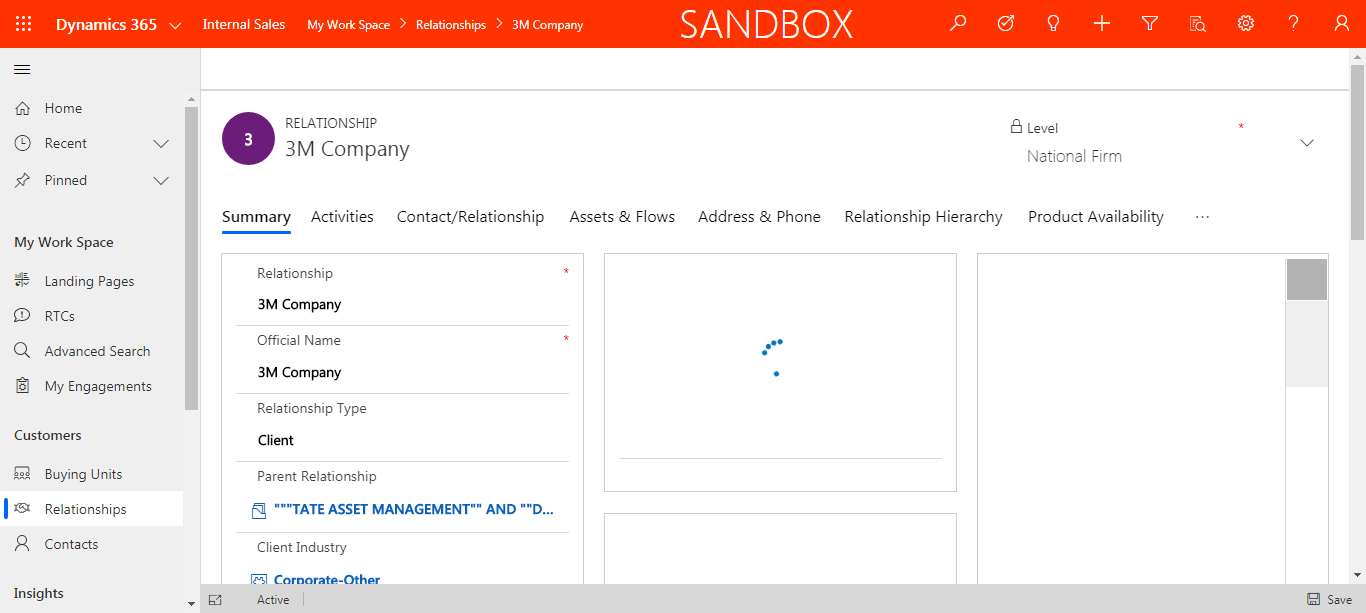 Dynamics 365 Internal Sales My Work Space Relationships 3M Company SANDBOX
Home
Recent
Pinned
My Work Space
Landing Pages
RTCs
Advanced Search
My Engagements
Customers
Buying Units
Relationships
Contacts
Insights
3
RELATIONSHIP
3M Company
Level *
National Firm
Summary Activities Contact/Relationship Assets & Flows Address & Phone Relationship Hierarchy Product Availability ...
Relationship *
3M Company
Official Name *
3M Company
Relationship Type
Client
Parent Relationship
"""TATE ASSET MANAGEMENT"" AND ""D...
Client Industry
Corporate-Other
Active Save